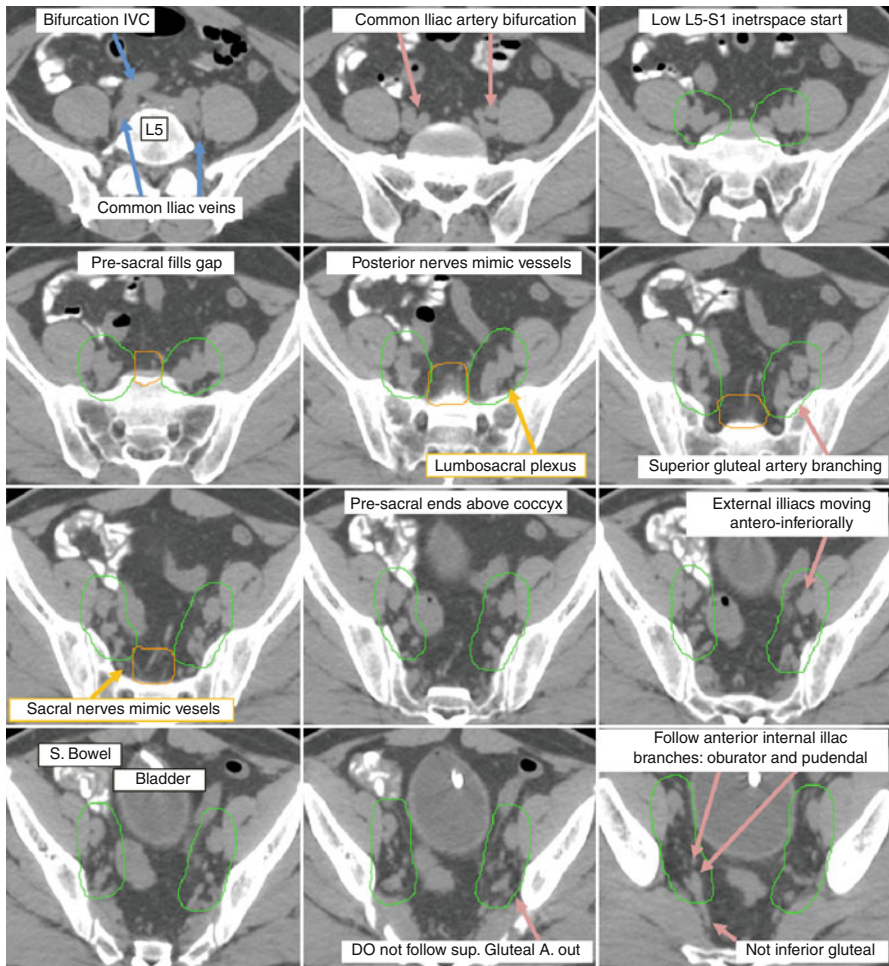 Bifurcation IVC
L5
Common Iliac veins
Common Iliac artery bifurcation
Low L5-S1 inetrspace start
Pre-sacral fills gap
Posterior nerves mimic vessels
Lumbosacral plexus
Superior gluteal artery branching
Sacral nerves mimic vesels
Pre-sacral ends above coccyx
External illiacs moving
antero-inferiorally
S. Bowel
Bladder
DO not follow sup. Gluteal A. out
Follow anterior internal illac
branches: oburator and pudendal
Not inferior gluteal